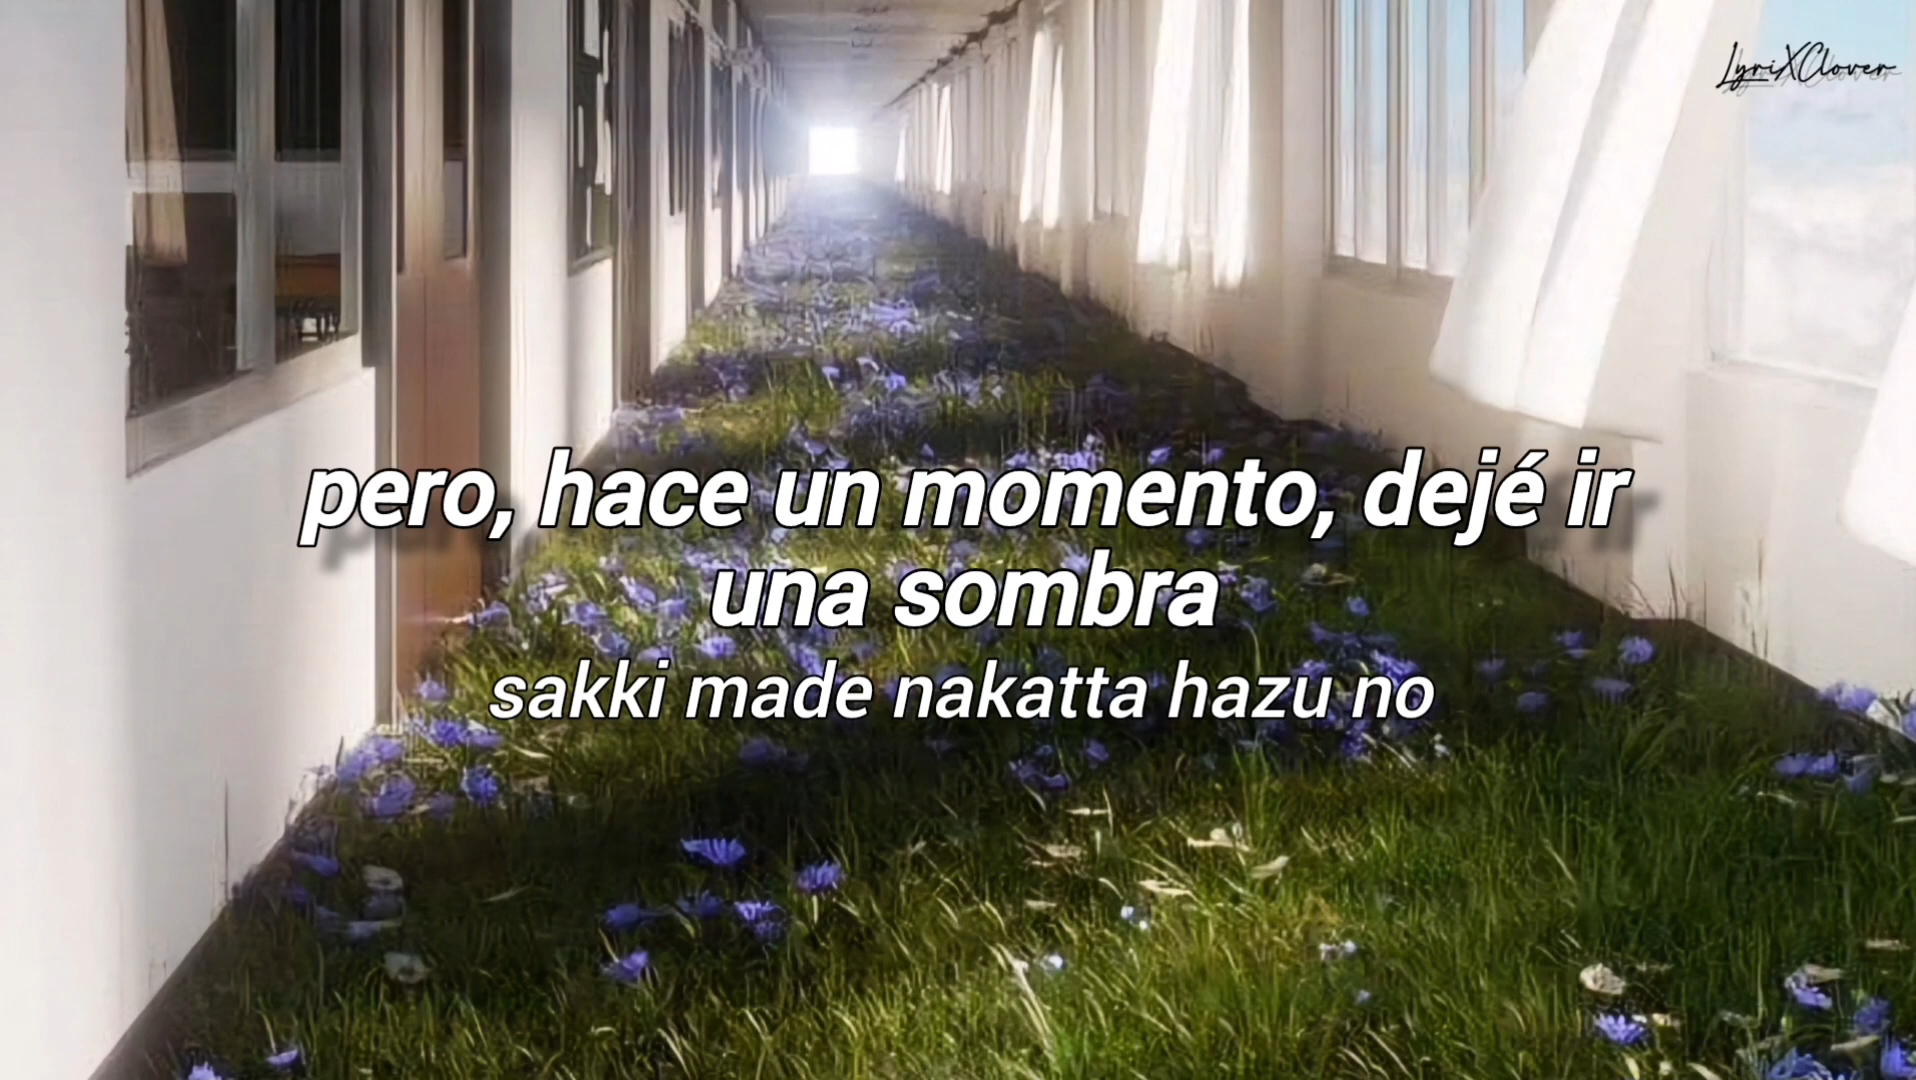 LyriXClover
pero, hace un momento, dejé ir
una sombra
sakki made nakatta hazu no